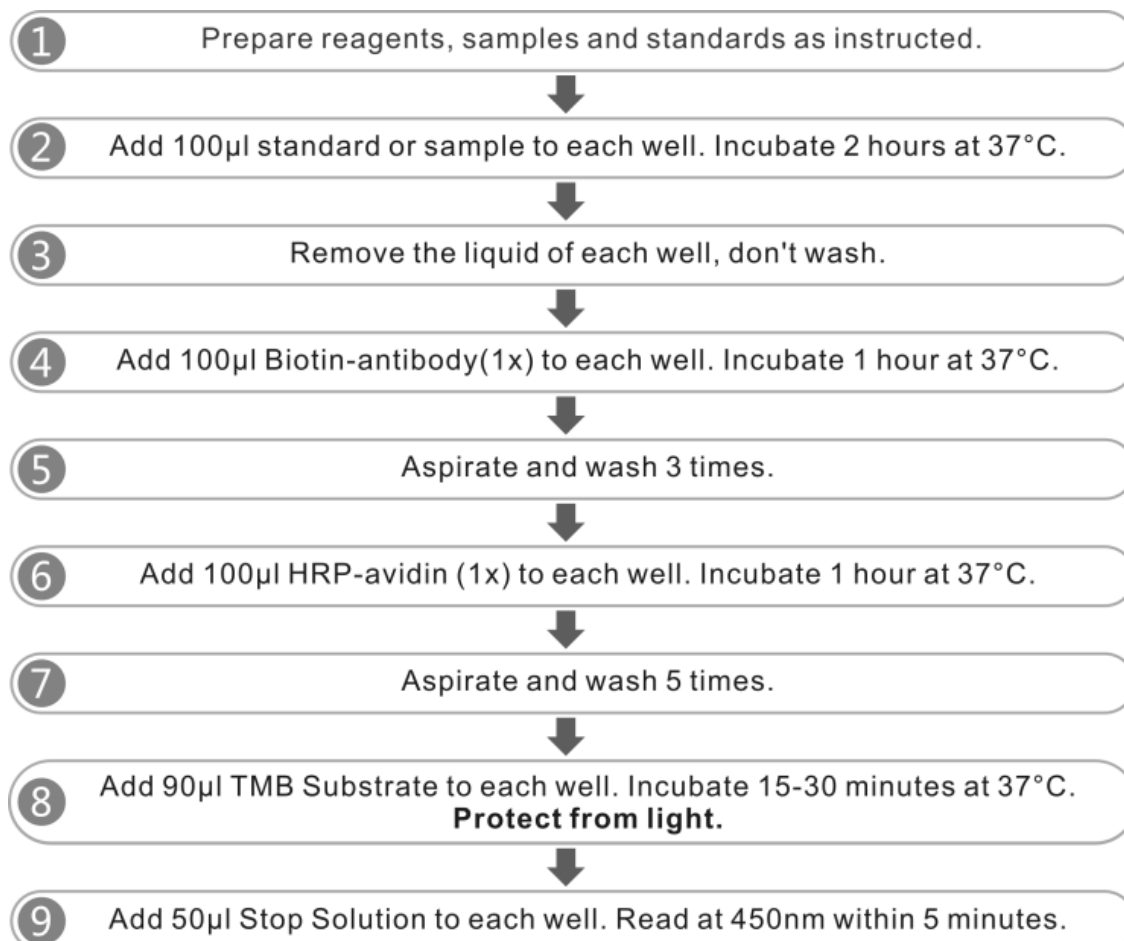 1 Prepare reagents, samples and standards as instructed.
2 Add 100µl standard or sample to each well. Incubate 2 hours at 37°C.
3 Remove the liquid of each well, don't wash.
4 Add 100µl Biotin-antibody(1x) to each well. Incubate 1 hour at 37°C.
5 Aspirate and wash 3 times.
6 Add 100µl HRP-avidin (1x) to each well. Incubate 1 hour at 37°C.
7 Aspirate and wash 5 times.
8 Add 90µl TMB Substrate to each well. Incubate 15-30 minutes at 37°C.
Protect from light.
9 Add 50µl Stop Solution to each well. Read at 450nm within 5 minutes.